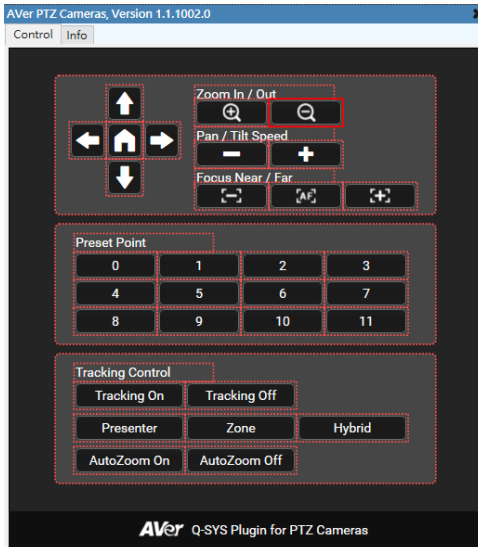 AVer PTZ Cameras, Version 1.1.1002.0
Control Info
Zoom In / Out
Pan / Tilt Speed
Focus Near / Far
AF
Preset Point
0 1 2 3
4 5 6 7
8 9 10 11
Tracking Control
Tracking On Tracking Off
Presenter Zone Hybrid
AutoZoom On AutoZoom Off
AVer Q-SYS Plugin for PTZ Cameras